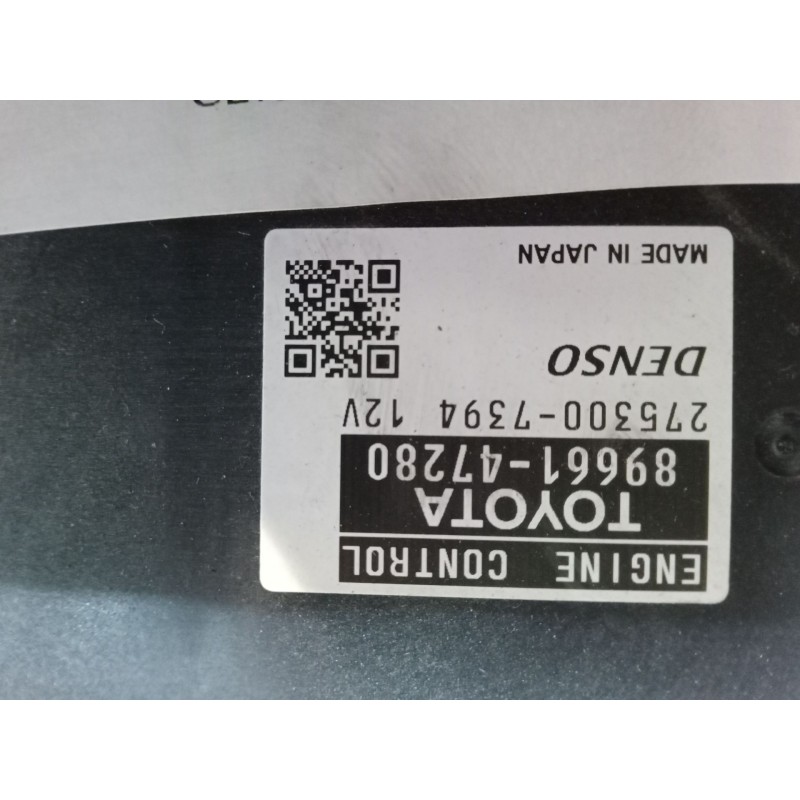 ENGINE CONTROL
TOYOTA
89661-47280
275300-7394 12V
DENSO
MADE IN JAPAN